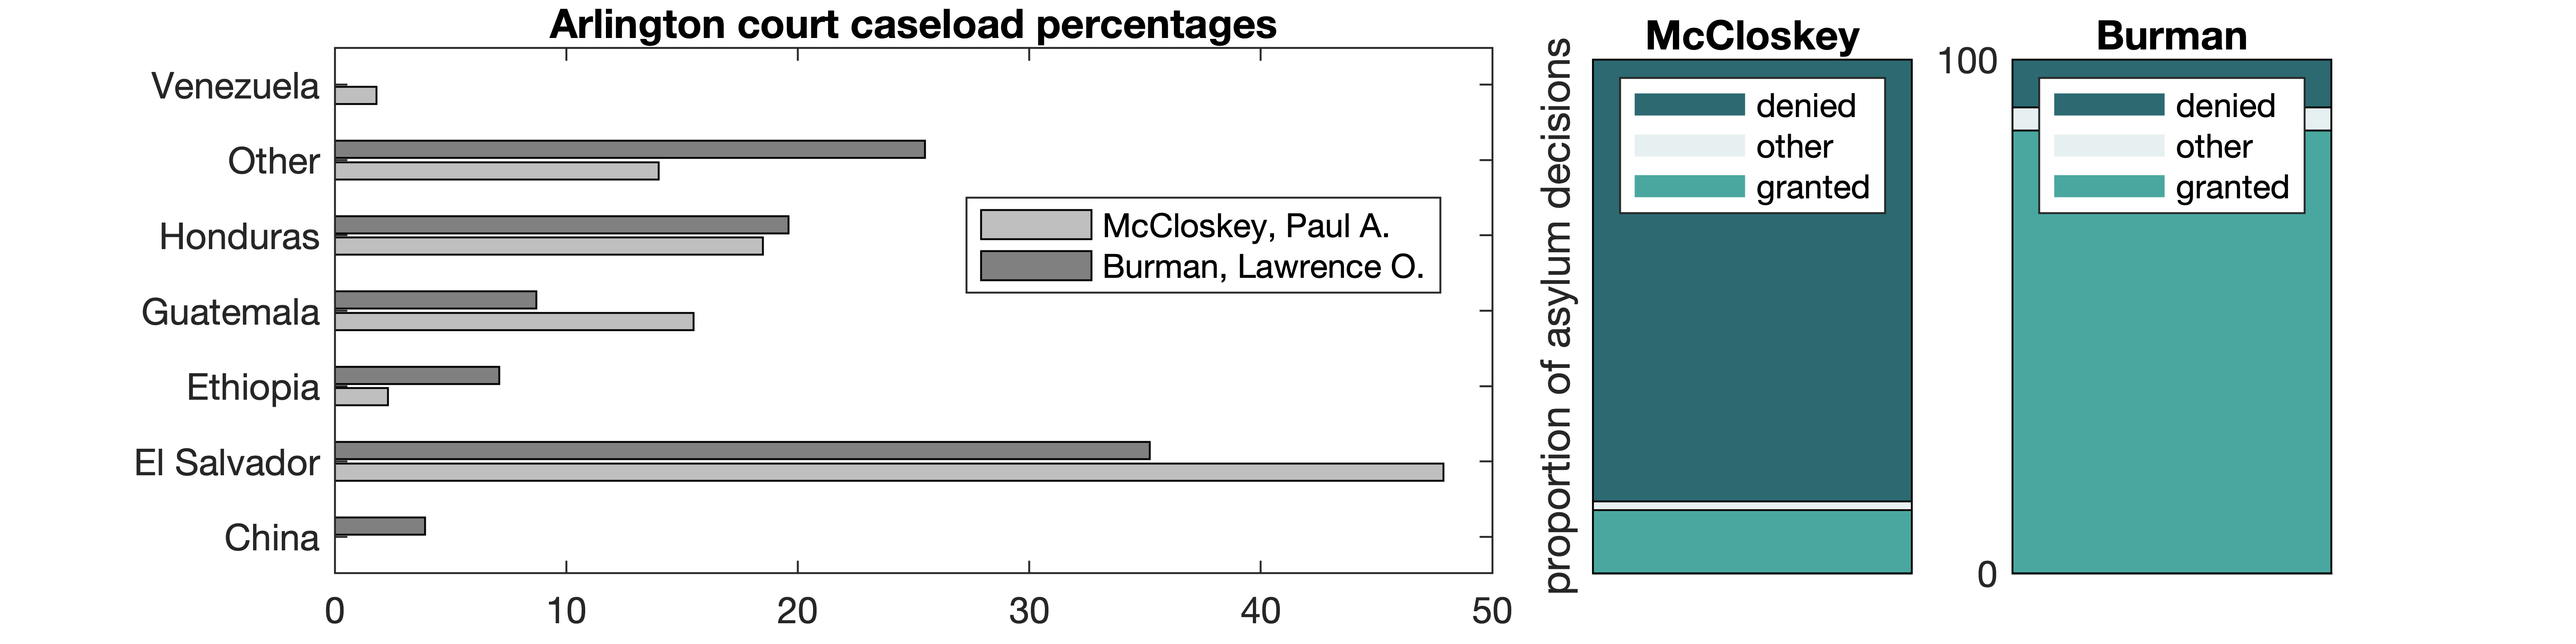 Arlington court caseload percentages
Venezuela
Other
Honduras
Guatemala
Ethiopia
El Salvador
China
0 10 20 30 40 50
McCloskey, Paul A.
Burman, Lawrence O.
proportion of asylum decisions
McCloskey
denied
other
granted
Burman
100
0
denied
other
granted